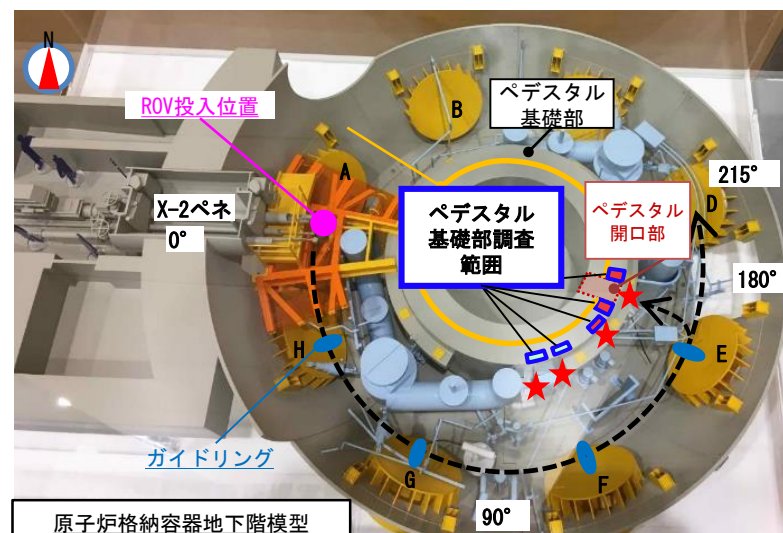 N
ROV投入位置
B
ペデスタル
基礎部
A
215°
X-2ペネ
0°
ペデスタル
基礎部調査
範囲
ペデスタル
開口部
D
180°
H
E
ガイドリング
G
F
90°
原子炉格納容器地下階模型